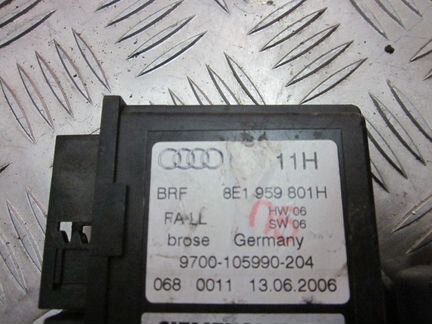 11H
BRF 8E1 959 801H
FA-LL HW 06
SW 06
brose Germany
9700-105990-204
068 0011 13.06.2006